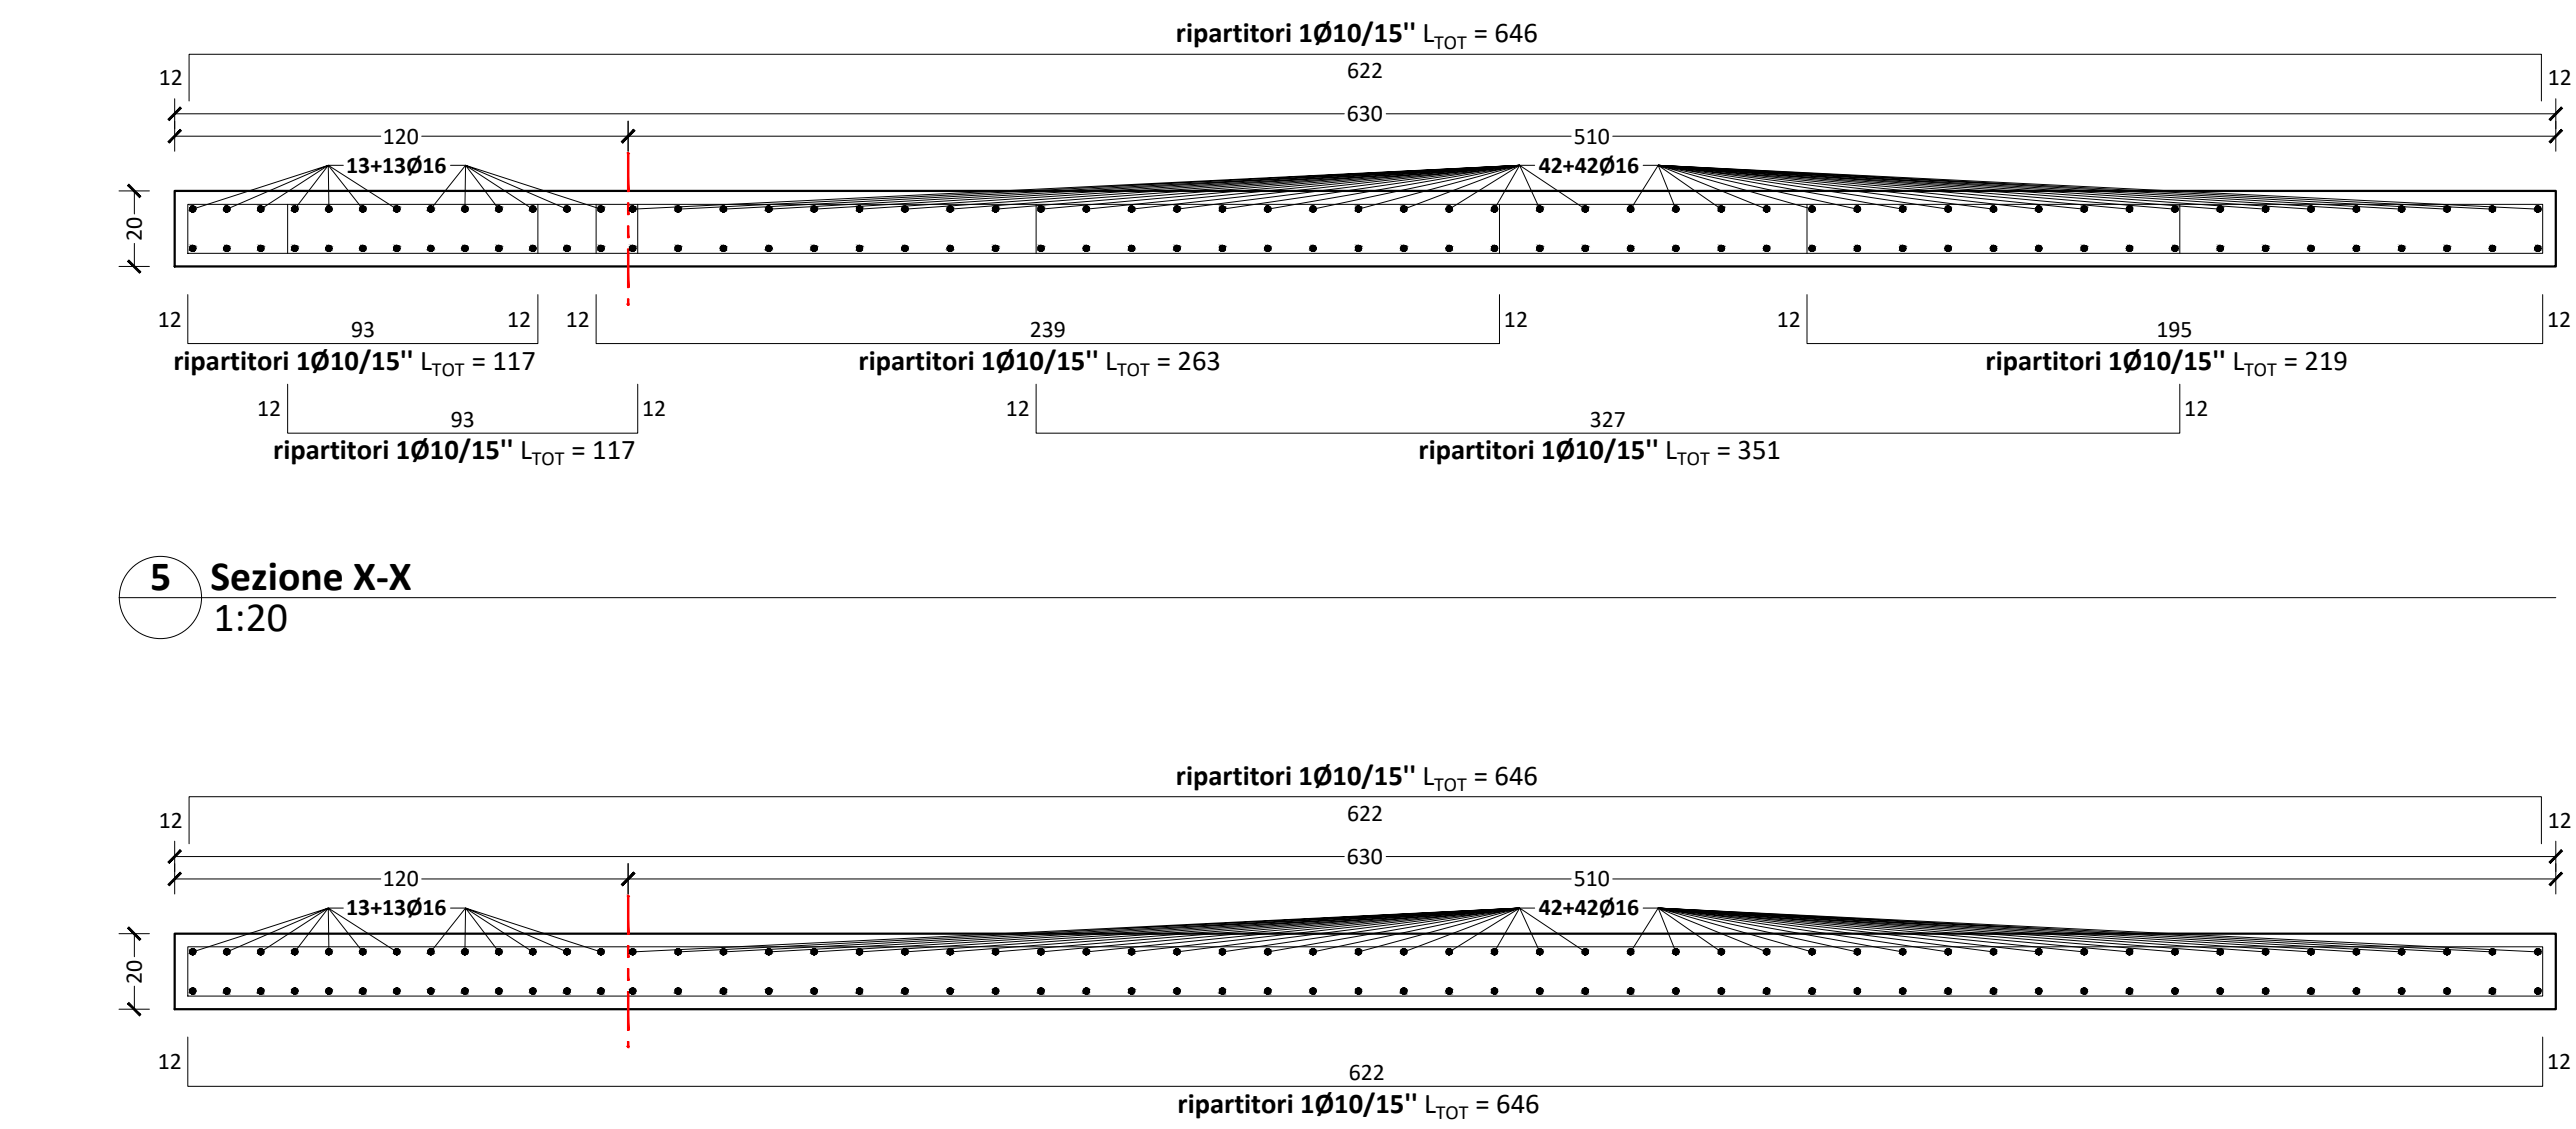 ripartitori 1Ø10/15'' LTOT = 646
12 622 12
630
120 510
13+13Ø16 42+42Ø16
20
12 93 12 12 239 12 12 195 12
ripartitori 1Ø10/15'' LTOT = 117 ripartitori 1Ø10/15'' LTOT = 263 ripartitori 1Ø10/15'' LTOT = 219
12 93 12 12 327 12
ripartitori 1Ø10/15'' LTOT = 117 ripartitori 1Ø10/15'' LTOT = 351
5 Sezione X-X
1:20
ripartitori 1Ø10/15'' LTOT = 646
12 622 12
630
120 510
13+13Ø16 42+42Ø16
20
12 622 12
ripartitori 1Ø10/15'' LTOT = 646